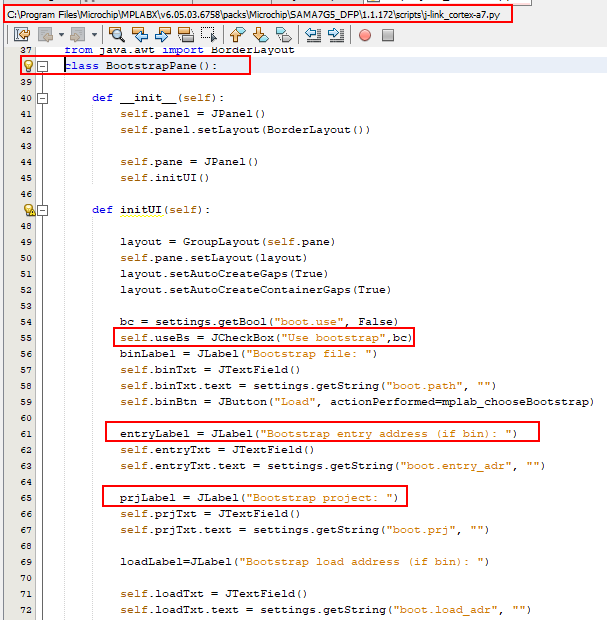 C:\Program Files\Microchip\MPLABX\v6.05.03.6758\packs\Microchip\SAMA7G5_DFP\1.1.172\scripts\j-link_cortex-a7.py
37 from java.awt import BorderLayout
class BootstrapPane():
39
40 def __init__(self):
41 self.panel = JPanel()
42 self.panel.setLayout(BorderLayout())
43
44 self.pane = JPanel()
45 self.initUI()
46
def initUI(self):
48
49 layout = GroupLayout(self.pane)
50 self.pane.setLayout(layout)
51 layout.setAutoCreateGaps(True)
52 layout.setAutoCreateContainerGaps(True)
53
54 bc = settings.getBool("boot.use", False)
55 self.useBs = JCheckBox("Use bootstrap",bc)
56 binLabel = JLabel("Bootstrap file: ")
57 self.binTxt = JTextField()
58 self.binTxt.text = settings.getString("boot.path", "")
59 self.binBtn = JButton("Load", actionPerformed=mplab_chooseBootstrap)
60
61 entryLabel = JLabel("Bootstrap entry address (if bin): ")
62 self.entryTxt = JTextField()
63 self.entryTxt.text = settings.getString("boot.entry_adr", "")
64
65 prjLabel = JLabel("Bootstrap project: ")
66 self.prjTxt = JTextField()
67 self.prjTxt.text = settings.getString("boot.prj", "")
68
69 loadLabel=JLabel("Bootstrap load address (if bin): ")
70
71 self.loadTxt = JTextField()
72 self.loadTxt.text = settings.getString("boot.load_adr", "")